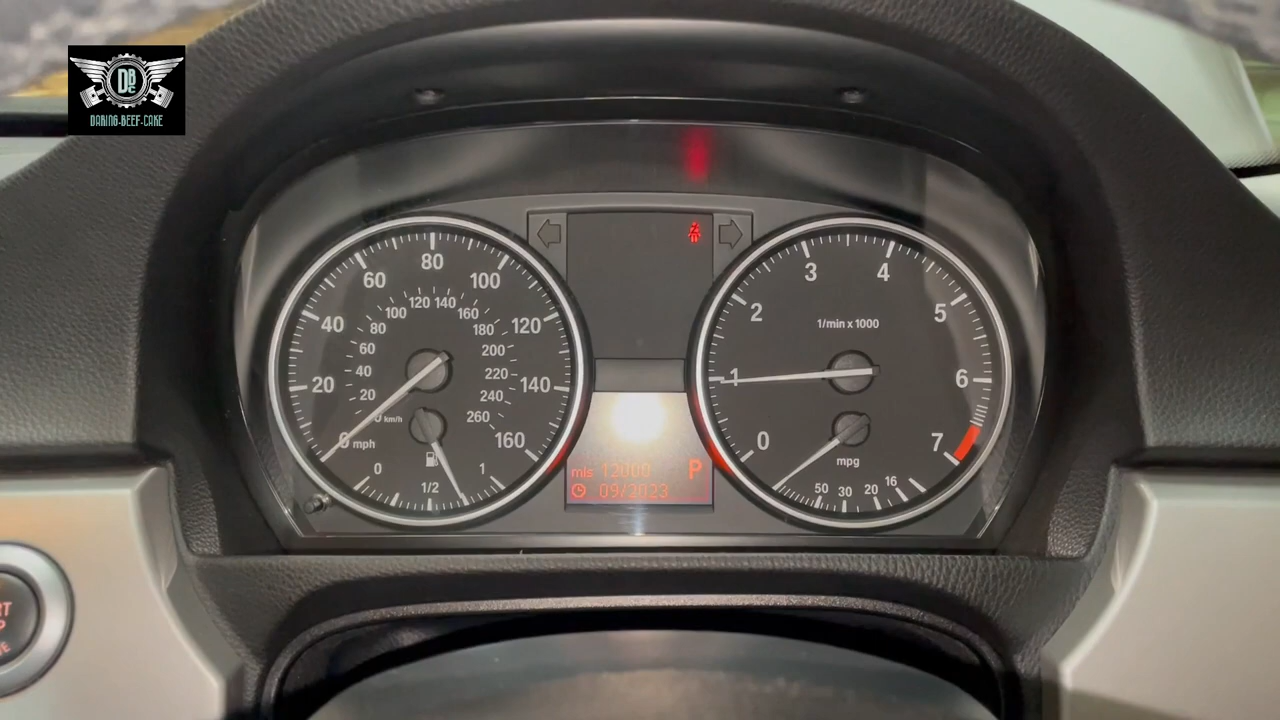 DBC
DARING-BEEF-CAKE
20 40 60 80 100 120 140 160
0 mph
20 40 60 80 100 120 140 160 180 200 220 240 260
km/h
0 1/2 1
mls 12000 P
09/2023
0 1 2 3 4 5 6 7
1/min x 1000
mpg
50 30 20 16